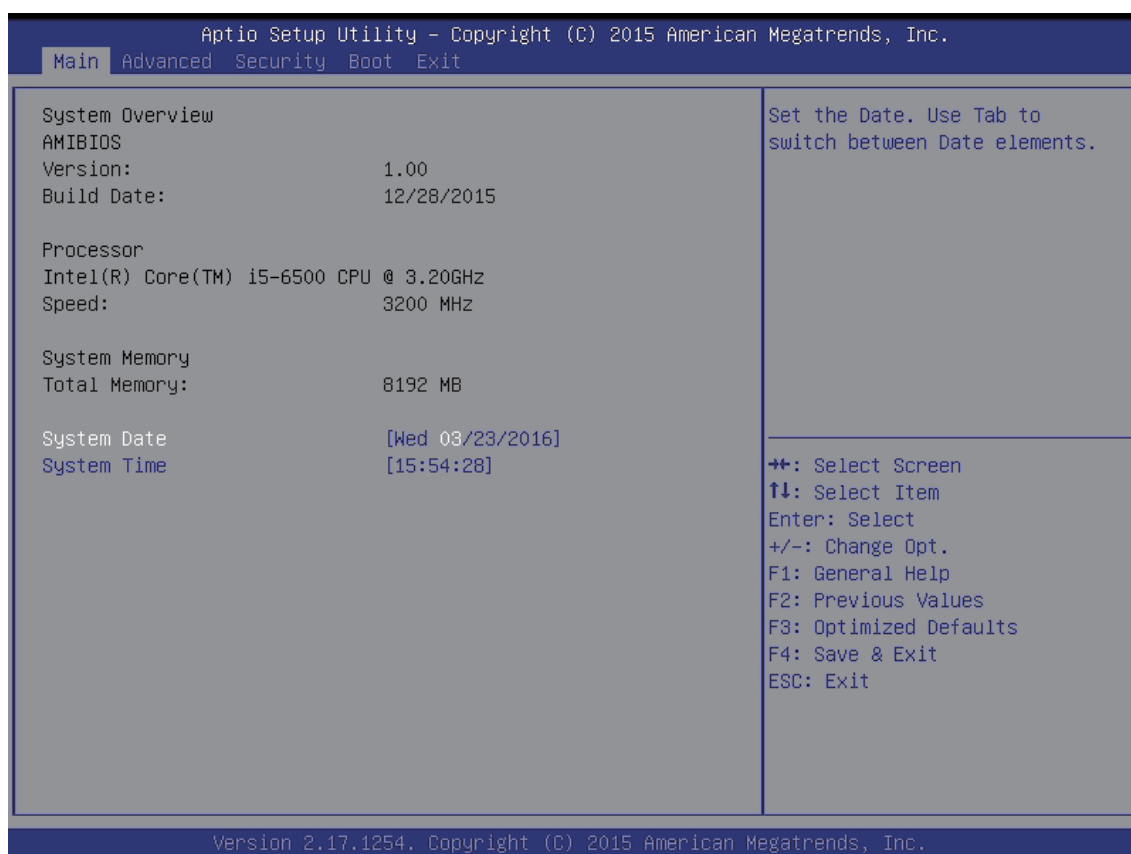 Aptio Setup Utility - Copyright (C) 2015 American Megatrends, Inc.
Main Advanced Security Boot Exit
System Overview
AMIBIOS
Version: 1.00
Build Date: 12/28/2015
Processor
Intel(R) Core(TM) i5-6500 CPU @ 3.20GHz
Speed: 3200 MHz
System Memory
Total Memory: 8192 MB
System Date [Wed 03/23/2016]
System Time [15:54:28]
Set the Date. Use Tab to
switch between Date elements.
→←: Select Screen
↑↓: Select Item
Enter: Select
+/-: Change Opt.
F1: General Help
F2: Previous Values
F3: Optimized Defaults
F4: Save & Exit
ESC: Exit
Version 2.17.1254. Copyright (C) 2015 American Megatrends, Inc.